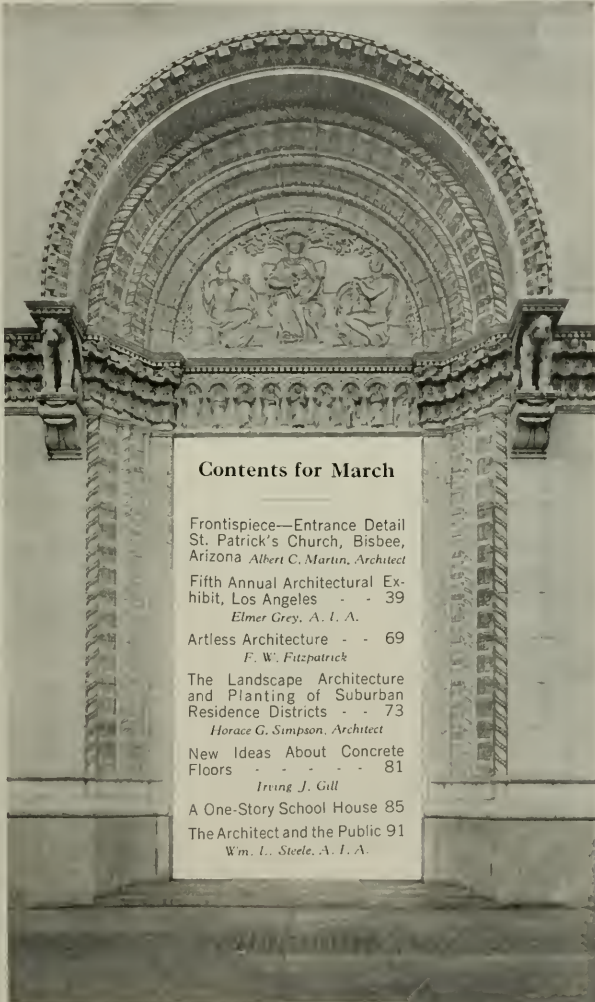 Contents for March
Frontispiece—Entrance Detail
St. Patrick's Church, Bisbee,
Arizona Albert C. Martin, Architect
Fifth Annual Architectural Ex-
hibit, Los Angeles - - 39
Elmer Grey, A. I. A.
Artless Architecture - - 69
F. W. Fitzpatrick
The Landscape Architecture
and Planting of Suburban
Residence Districts - - 73
Horace G. Simpson, Architect
New Ideas About Concrete
Floors - - - - - 81
Irving J. Gill
A One-Story School House 85
The Architect and the Public 91
Wm. L. Steele, A. I. A.